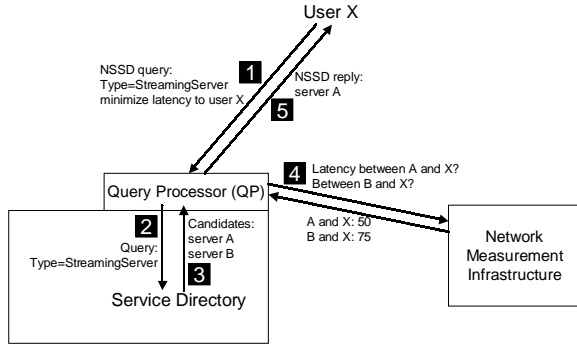 User X
NSSD query:
Type=StreamingServer
minimize latency to user X
1
NSSD reply:
server A
5
4
Latency between A and X?
Between B and X?
Query Processor (QP)
A and X: 50
B and X: 75
2
Query:
Type=StreamingServer
Candidates:
server A
server B
3
Service Directory
Network
Measurement
Infrastructure